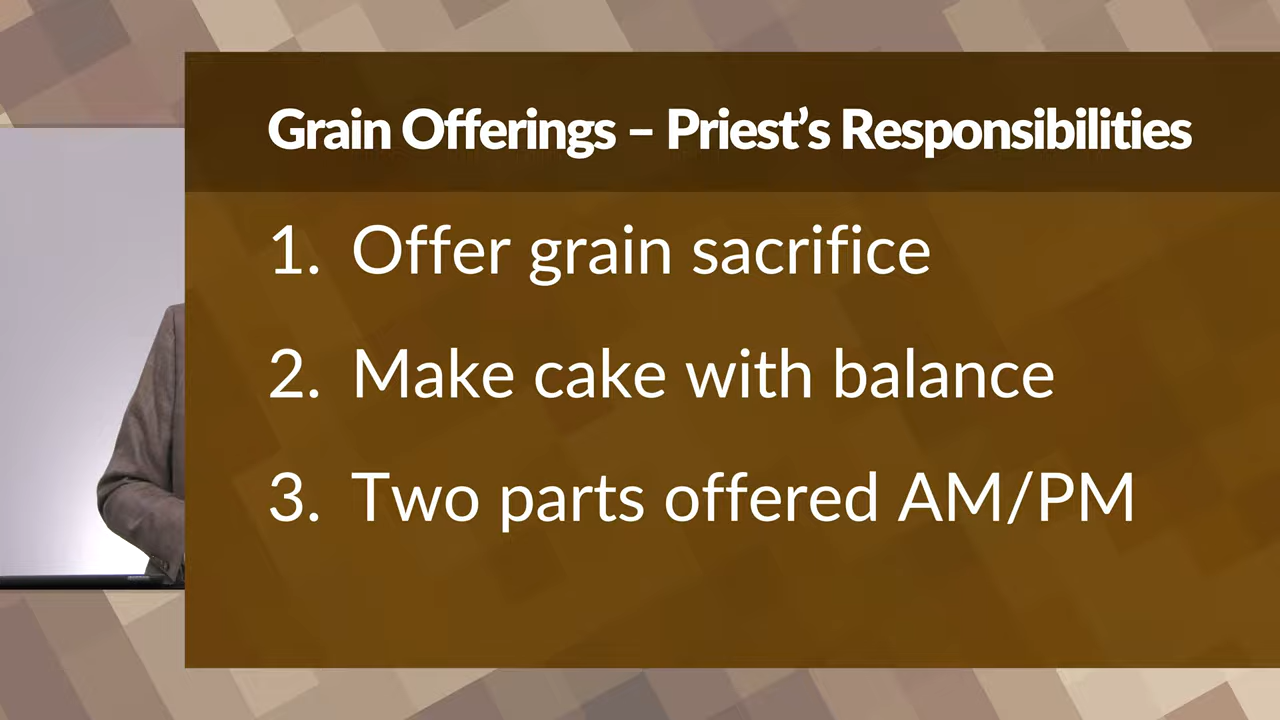 Grain Offerings – Priest’s Responsibilities
1. Offer grain sacrifice
2. Make cake with balance
3. Two parts offered AM/PM